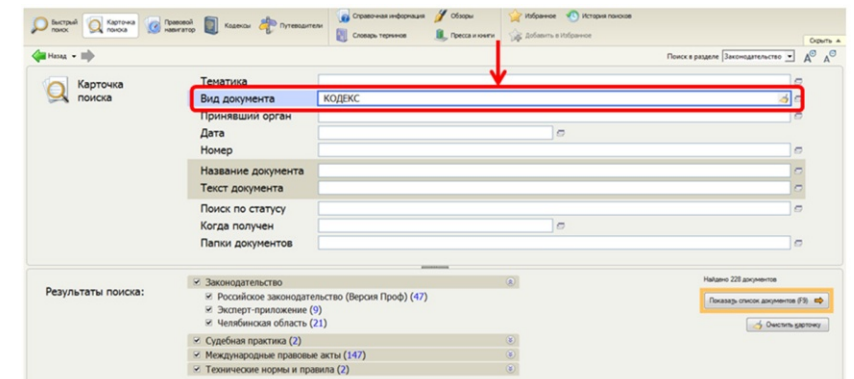 Быстрый поиск
Карточка поиска
Правовой навигатор
Кодексы
Путеводители
Справочная информация
Словарь терминов
Обзоры
Пресса и книги
Избранное
Добавить в Избранное
История поисков
Скрыть
Назад
Поиск в разделе Законодательство
Карточка поиска
Тематика
Вид документа КОДЕКС
Принявший орган
Дата
Номер
Название документа
Текст документа
Поиск по статусу
Когда получен
Папки документов
Результаты поиска:
Законодательство
Российское законодательство (Версия Проф) (47)
Эксперт-приложение (9)
Челябинская область (21)
Судебная практика (2)
Международные правовые акты (147)
Технические нормы и правила (2)
Найдено 228 документов
Показать список документов (F9)
Очистить карточку